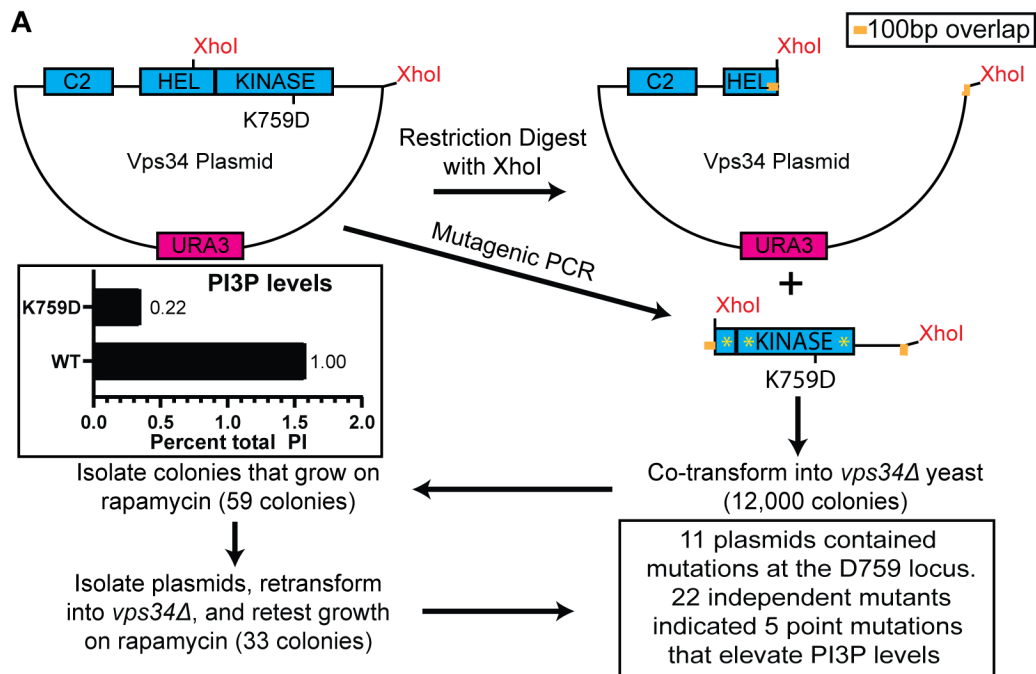 A
XhoI
XhoI
C2
HEL
KINASE
K759D
Vps34 Plasmid
URA3
Restriction Digest
with XhoI
Mutagenic PCR
100bp overlap
XhoI
XhoI
C2
HEL
Vps34 Plasmid
URA3
+
XhoI
XhoI
* * KINASE *
K759D
PI3P levels
K759D
0.22
WT
1.00
0.0 0.5 1.0 1.5 2.0
Percent total PI
Co-transform into vps34Δ yeast
(12,000 colonies)
Isolate colonies that grow on
rapamycin (59 colonies)
Isolate plasmids, retransform
into vps34Δ, and retest growth
on rapamycin (33 colonies)
11 plasmids contained
mutations at the D759 locus.
22 independent mutants
indicated 5 point mutations
that elevate PI3P levels